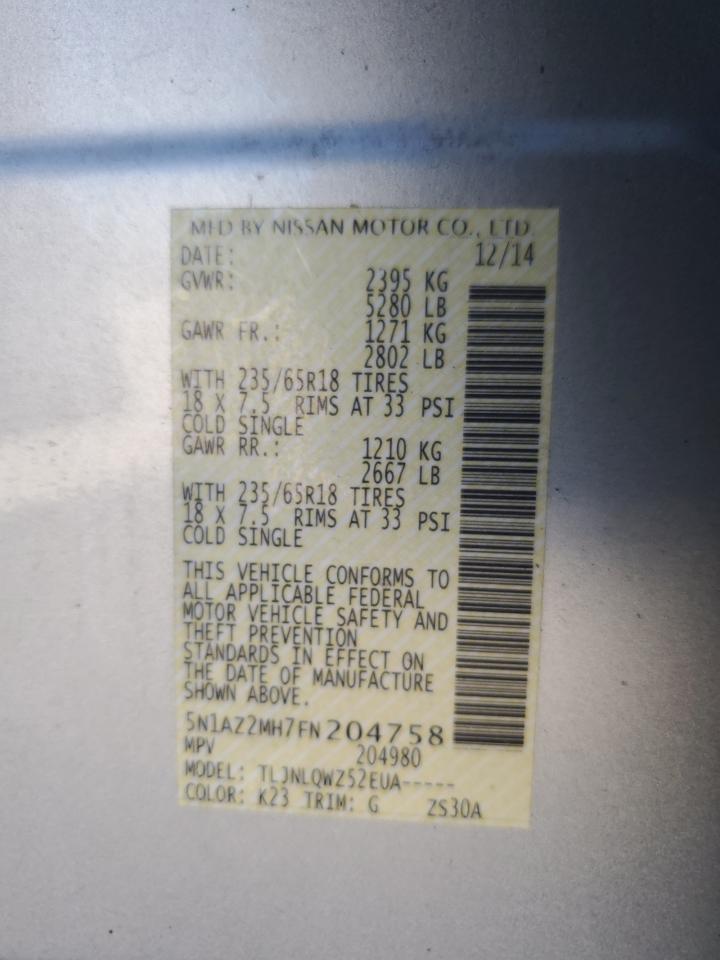 MFD BY NISSAN MOTOR CO., LTD.
DATE: 12/14
GVWR: 2395 KG
5280 LB
GAWR FR.: 1271 KG
2802 LB
WITH 235/65R18 TIRES
18 X 7.5 RIMS AT 33 PSI
COLD SINGLE
GAWR RR.: 1210 KG
2667 LB
WITH 235/65R18 TIRES
18 X 7.5 RIMS AT 33 PSI
COLD SINGLE
THIS VEHICLE CONFORMS TO
ALL APPLICABLE FEDERAL
MOTOR VEHICLE SAFETY AND
THEFT PREVENTION
STANDARDS IN EFFECT ON
THE DATE OF MANUFACTURE
SHOWN ABOVE.
5N1AZ2MH7FN204758
MPV 204980
MODEL: TLJNLQWZ52EUA-----
COLOR: K23 TRIM: G ZS30A